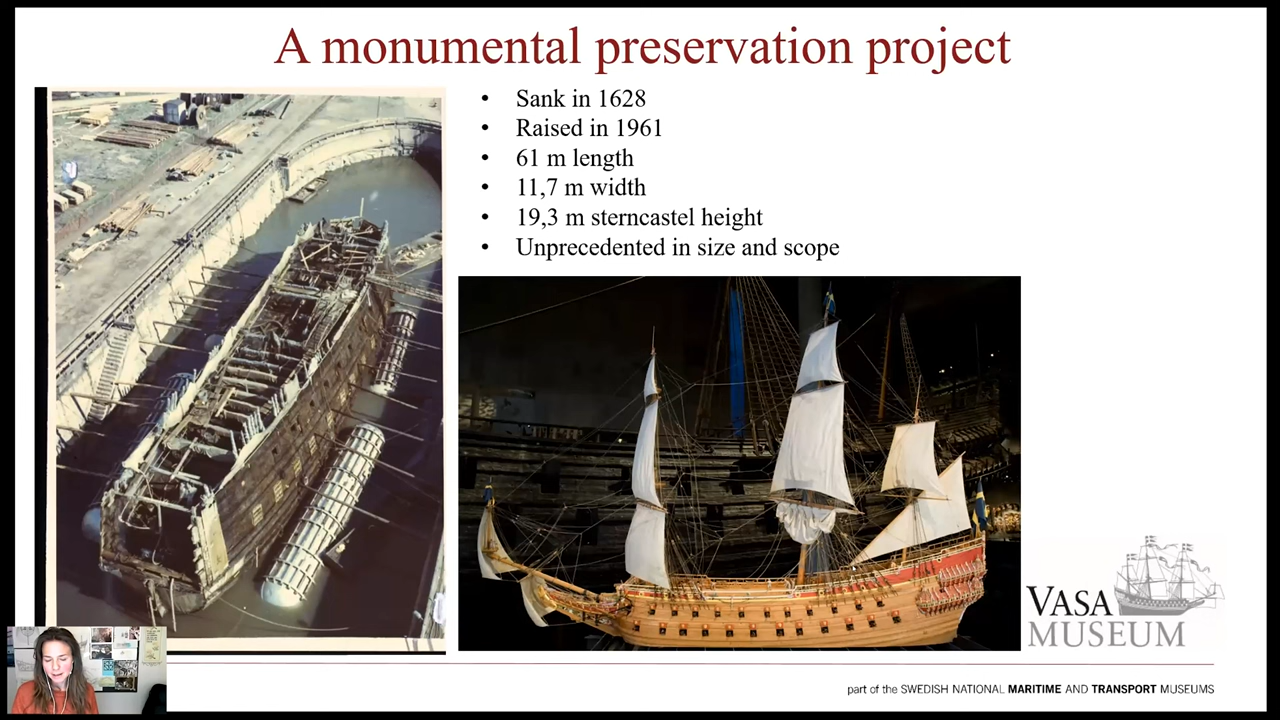 A monumental preservation project
• Sank in 1628
• Raised in 1961
• 61 m length
• 11,7 m width
• 19,3 m sterncastel height
• Unprecedented in size and scope
VASA
MUSEUM
part of the SWEDISH NATIONAL MARITIME AND TRANSPORT MUSEUMS